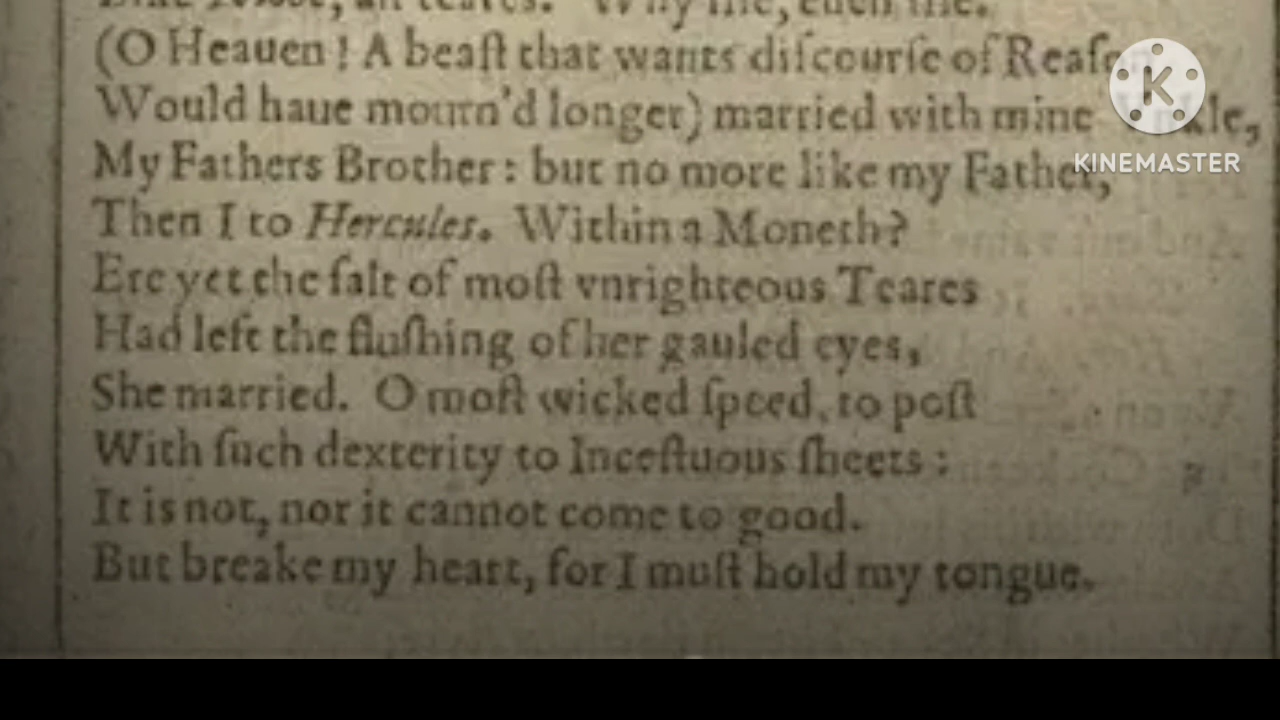 (O Heauen! A beaſt that wants diſcourſe of Reaſon
Would haue mourn'd longer) married with mine Vnkle,
My Fathers Brother: but no more like my Father,
Then I to Hercules. Within a Moneth?
Ere yet the ſalt of moſt vnrighteous Teares
Had left the fluſhing of her gauled eyes,
She married. O moſt wicked ſpeed, to poſt
With ſuch dexterity to Inceſtuous ſheets:
It is not, nor it cannot come to good.
But breake my heart, for I muſt hold my tongue.
KINEMASTER